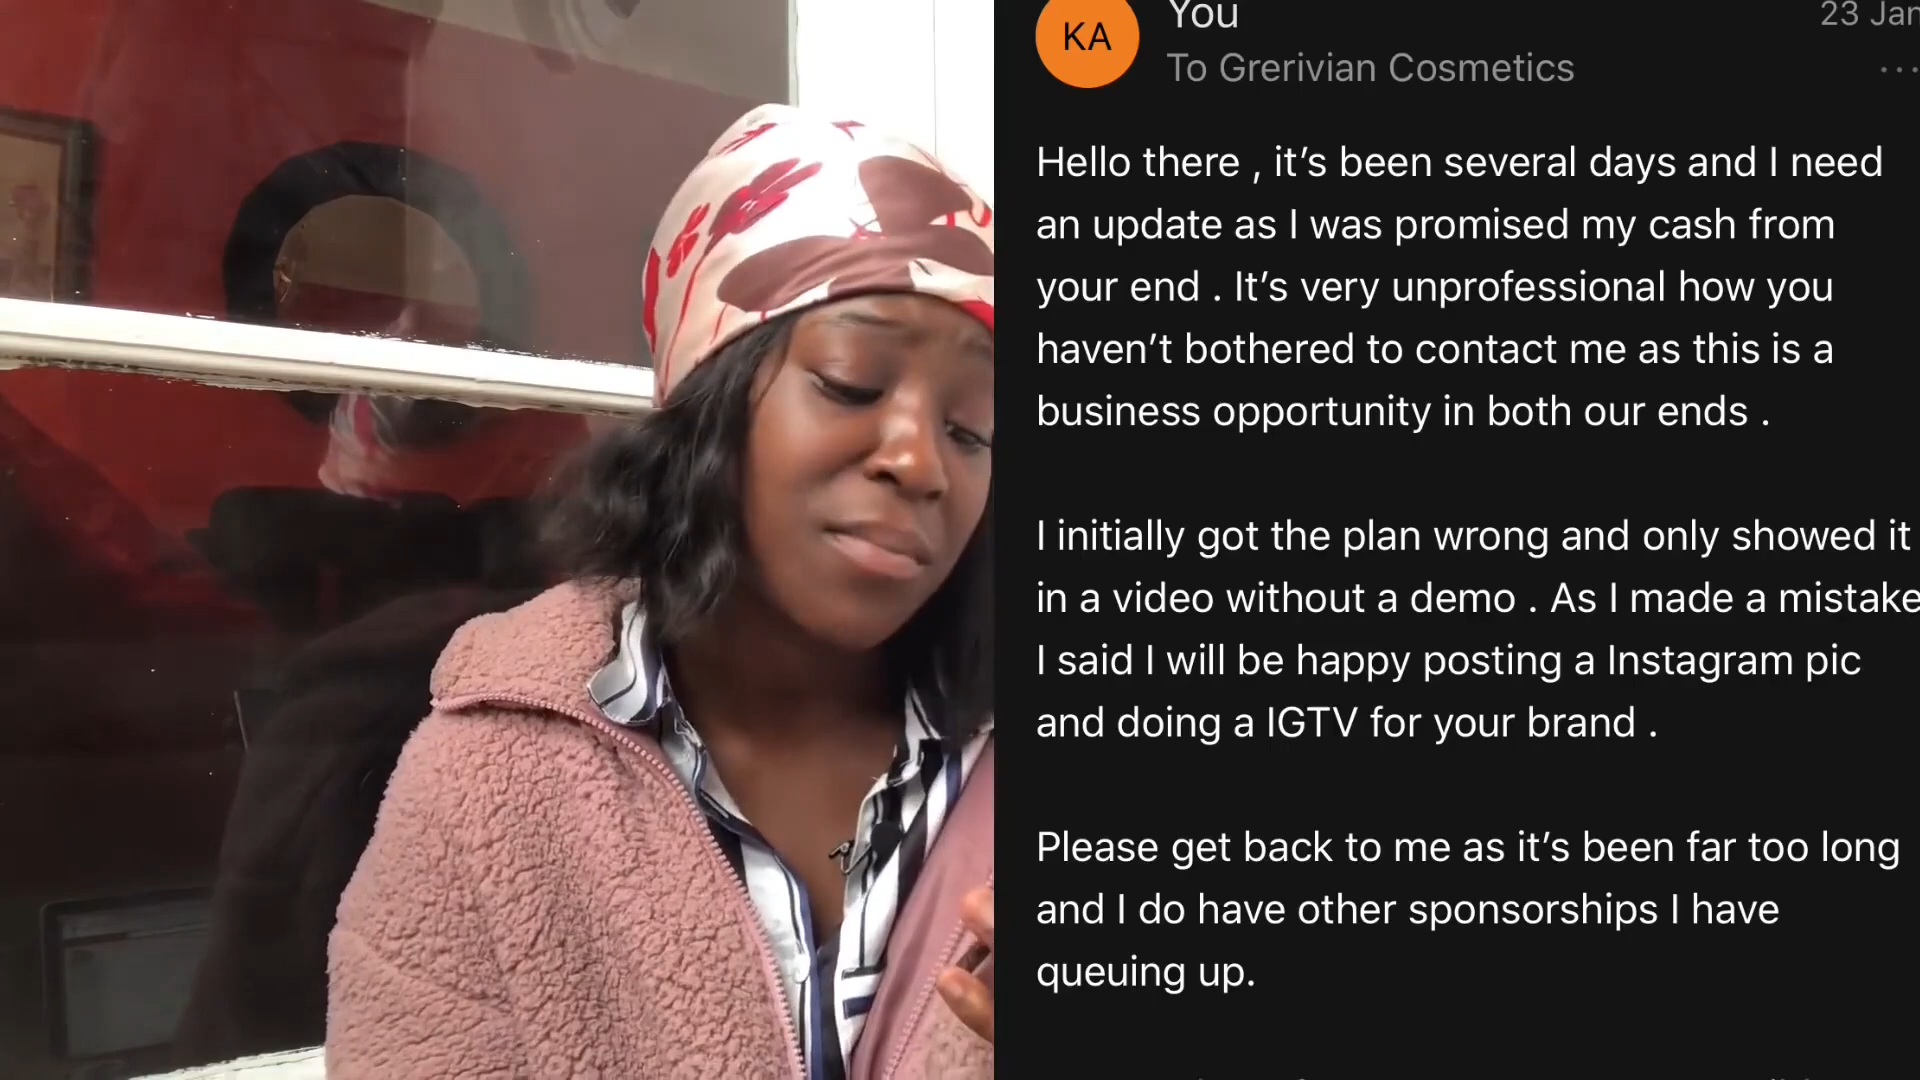 KA
You
23 Jan
To Grerivian Cosmetics
Hello there , it’s been several days and I need
an update as I was promised my cash from
your end . It’s very unprofessional how you
haven’t bothered to contact me as this is a
business opportunity in both our ends .
I initially got the plan wrong and only showed it
in a video without a demo . As I made a mistake
I said I will be happy posting a Instagram pic
and doing a IGTV for your brand .
Please get back to me as it’s been far too long
and I do have other sponsorships I have
queuing up.